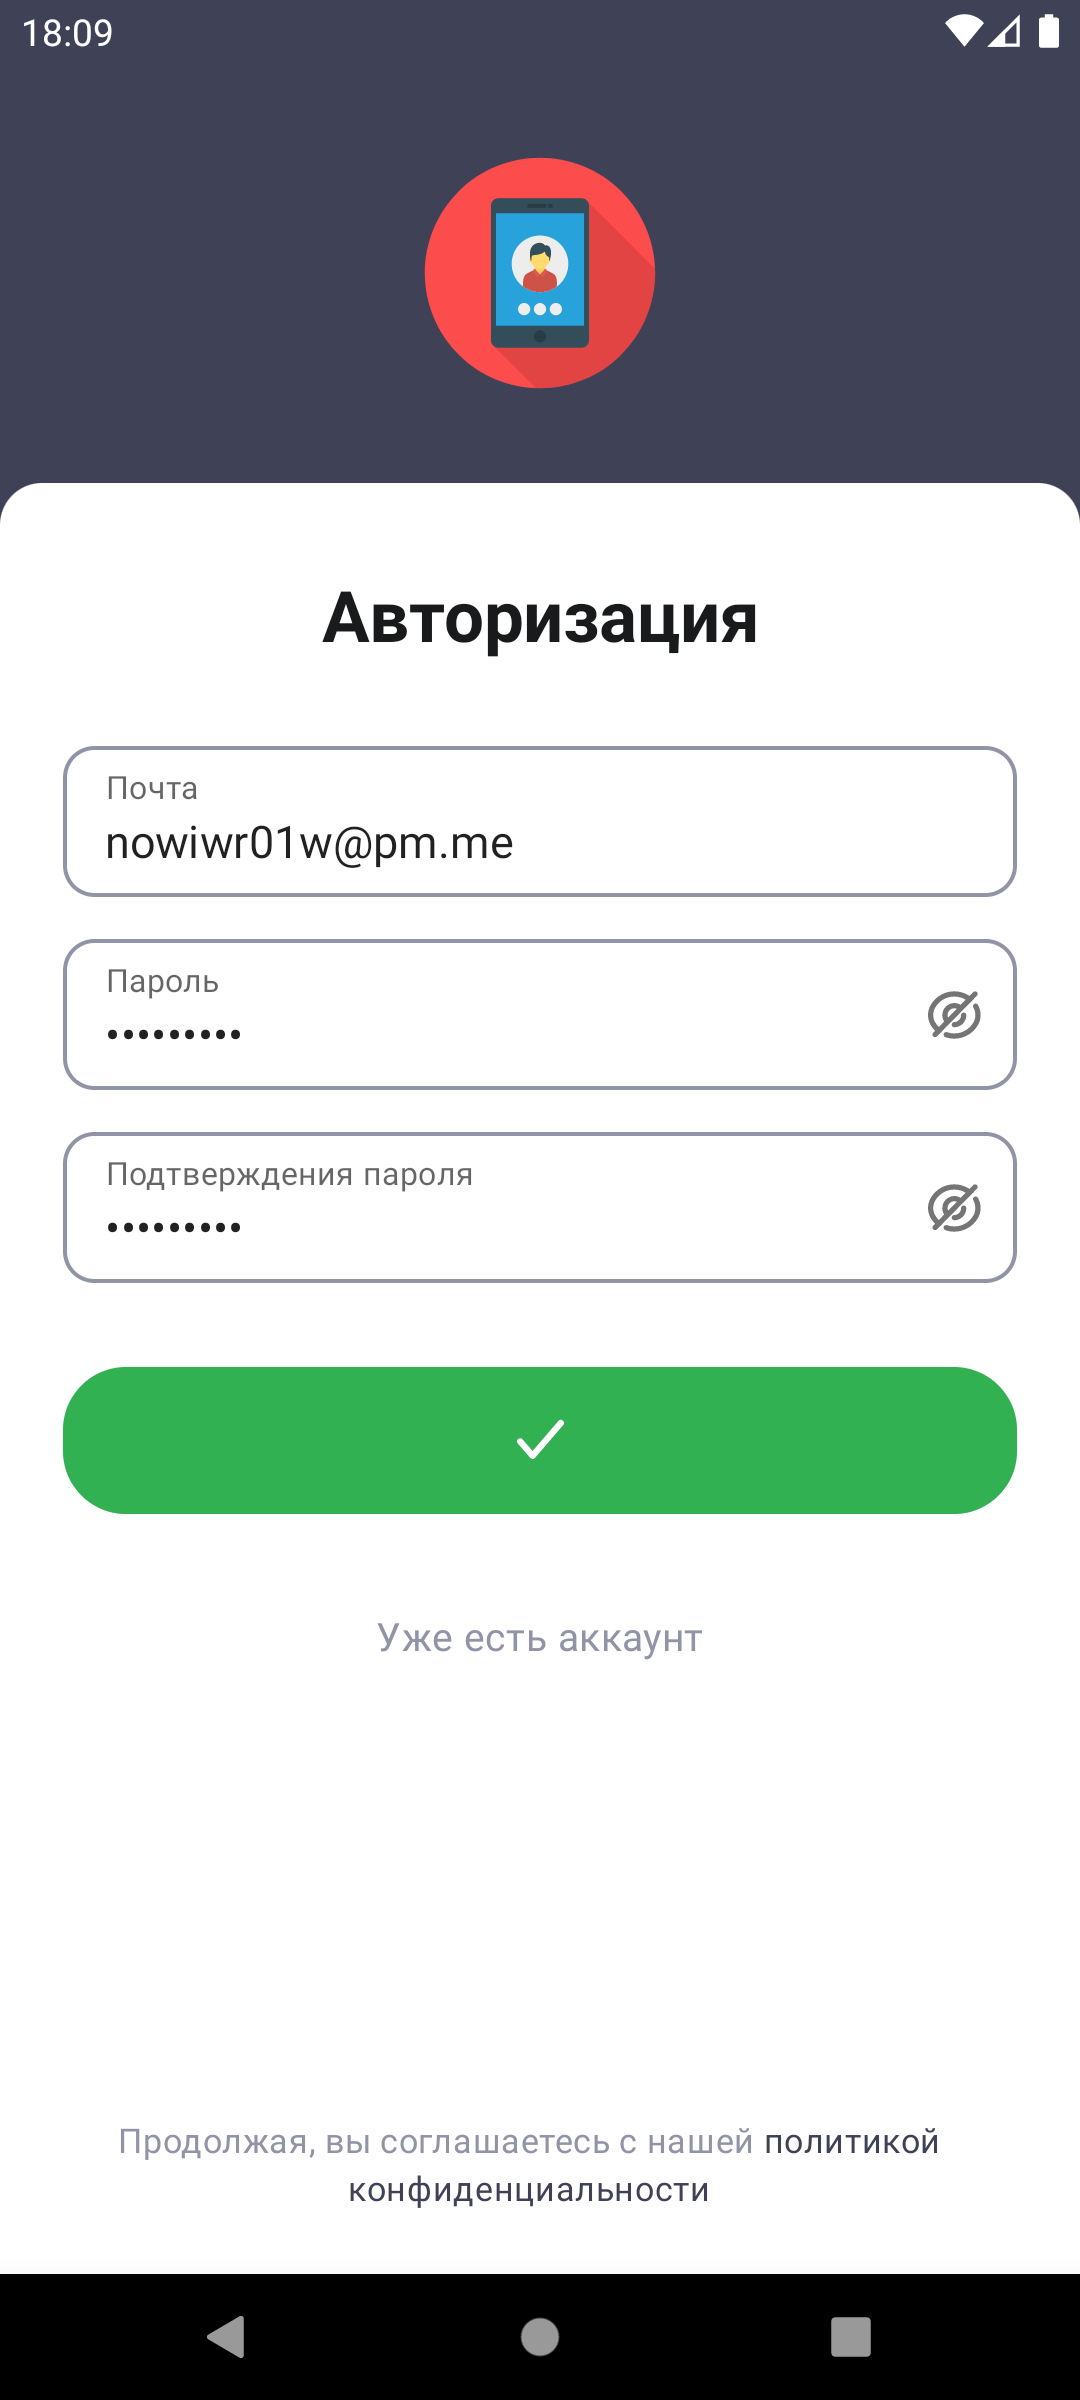 18:09
Авторизация
Почта
nowiwr01w@pm.me
Пароль
•••••••••
Подтверждения пароля
•••••••••
Уже есть аккаунт
Продолжая, вы соглашаетесь с нашей политикой
конфиденциальности